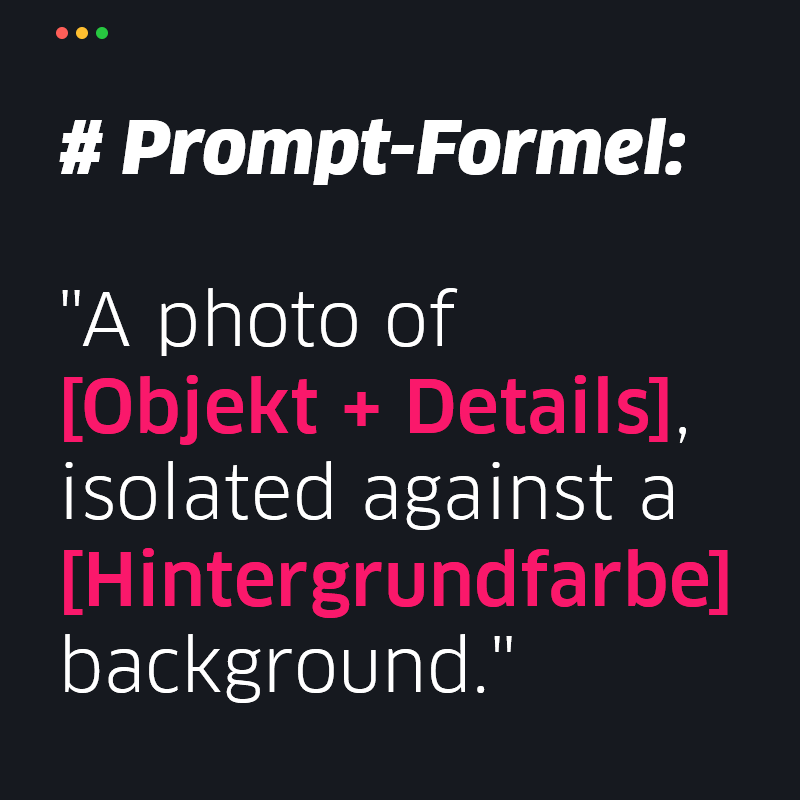 # Prompt-Formel:
"A photo of
[Objekt + Details],
isolated against a
[Hintergrundfarbe]
background."